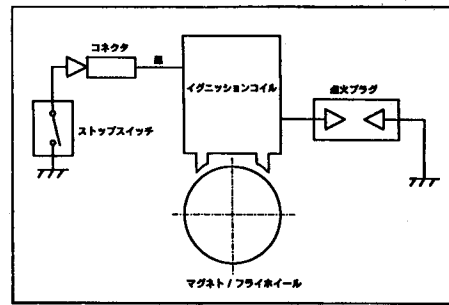 コネクタ
黒
イグニッションコイル
点火プラグ
ストップスイッチ
マグネト / フライホイール